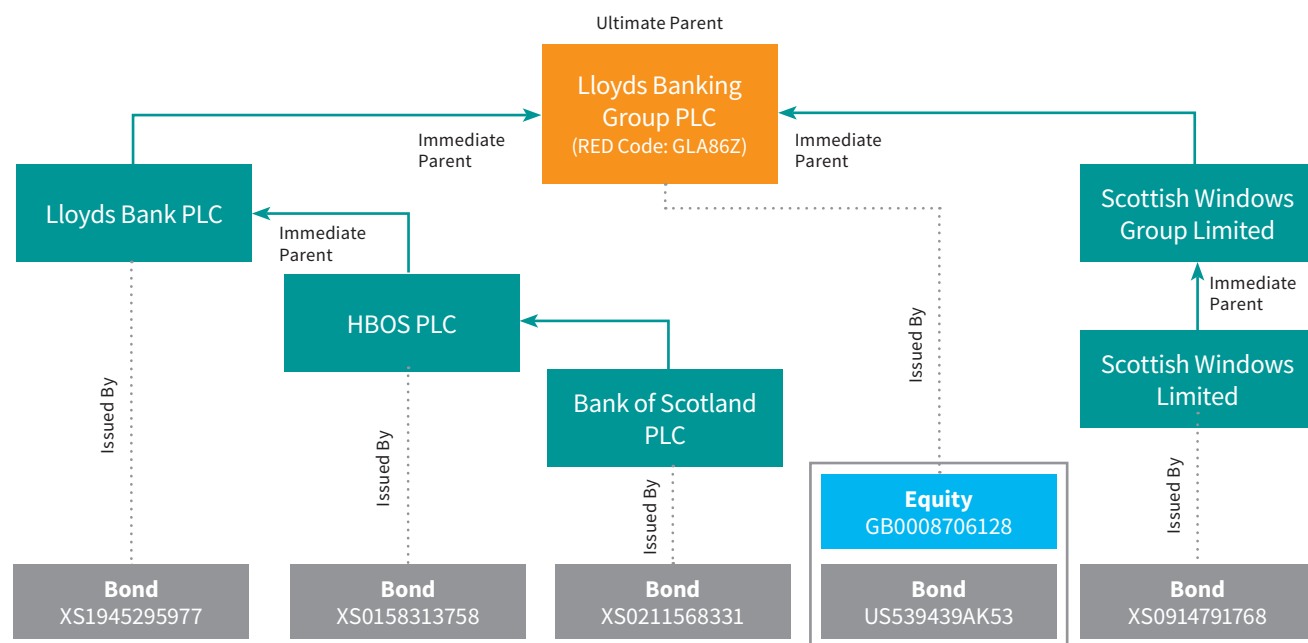 Ultimate Parent
Lloyds Banking
Group PLC
(RED Code: GLA86Z)
Immediate
Parent
Immediate
Parent
Lloyds Bank PLC
Scottish Windows
Group Limited
Immediate
Parent
Immediate
Parent
HBOS PLC
Issued By
Scottish Windows
Limited
Bank of Scotland
PLC
Issued By
Issued By
Issued By
Issued By
Equity
GB0008706128
Bond
XS1945295977
Bond
XS0158313758
Bond
XS0211568331
Bond
US539439AK53
Bond
XS0914791768